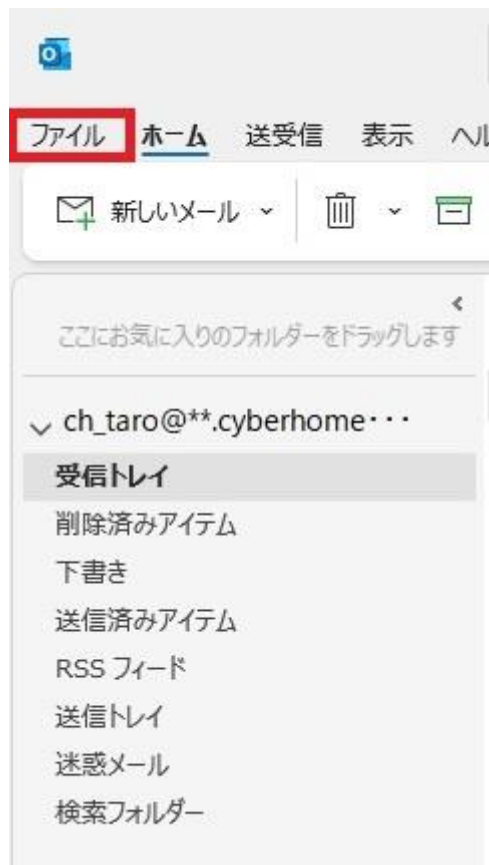 ファイル ホーム 送受信 表示
新しいメール
ここにお気に入りのフォルダーをドラッグします
ch_taro@**.cyberhome・・・
受信トレイ
削除済みアイテム
下書き
送信済みアイテム
RSS フィード
送信トレイ
迷惑メール
検索フォルダー